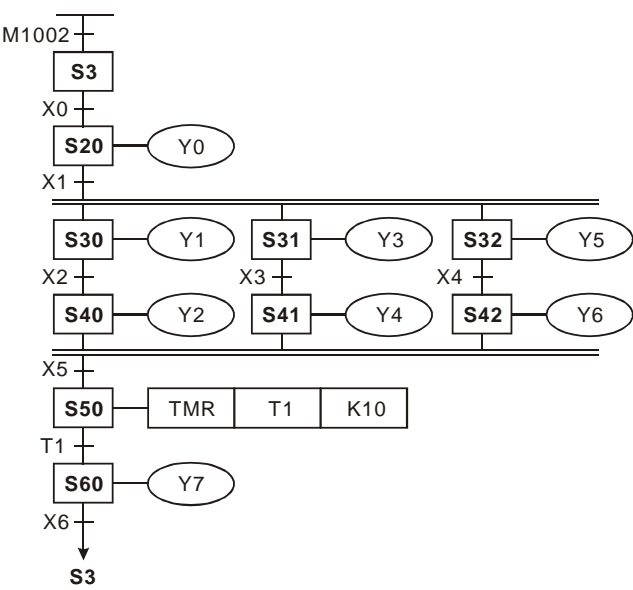 M1002
S3
X0
S20 Y0
X1
S30 Y1 S31 Y3 S32 Y5
X2 X3 X4
S40 Y2 S41 Y4 S42 Y6
X5
S50 TMR T1 K10
T1
S60 Y7
X6
S3